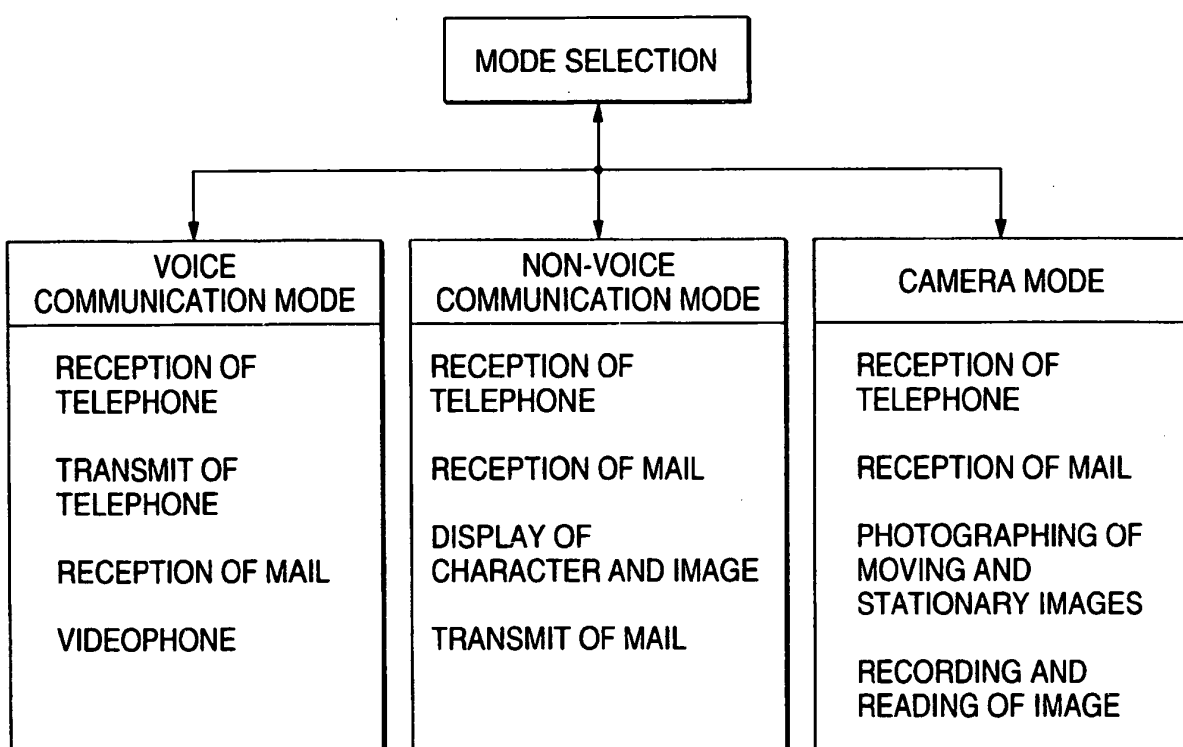 MODE SELECTION
VOICE
COMMUNICATION MODE
RECEPTION OF
TELEPHONE
TRANSMIT OF
TELEPHONE
RECEPTION OF MAIL
VIDEOPHONE
NON-VOICE
COMMUNICATION MODE
RECEPTION OF
TELEPHONE
RECEPTION OF MAIL
DISPLAY OF
CHARACTER AND IMAGE
TRANSMIT OF MAIL
CAMERA MODE
RECEPTION OF
TELEPHONE
RECEPTION OF MAIL
PHOTOGRAPHING OF
MOVING AND
STATIONARY IMAGES
RECORDING AND
READING OF IMAGE